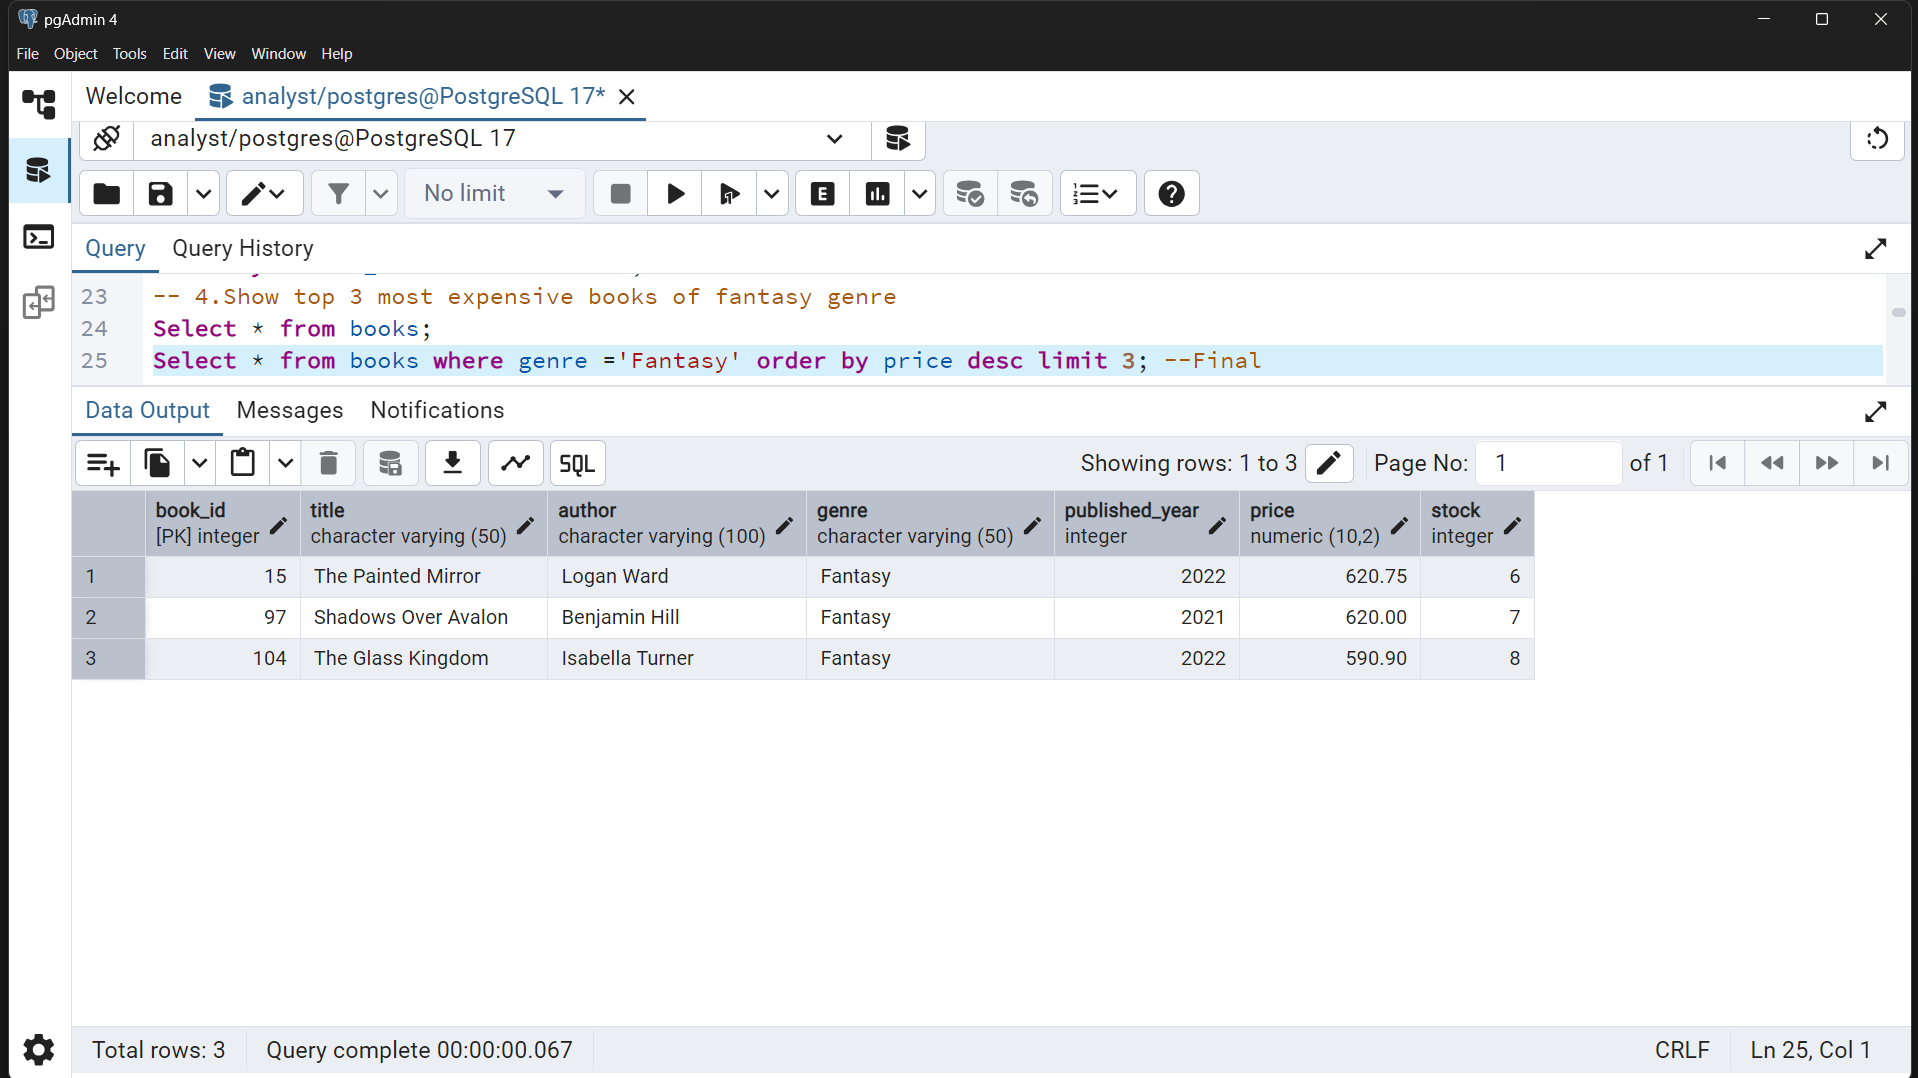 pgAdmin 4
File Object Tools Edit View Window Help
Welcome analyst/postgres@PostgreSQL 17*
analyst/postgres@PostgreSQL 17
No limit
E
Query Query History
23 -- 4.Show top 3 most expensive books of fantasy genre
24 Select * from books;
25 Select * from books where genre ='Fantasy' order by price desc limit 3; --Final
Data Output Messages Notifications
SQL Showing rows: 1 to 3 Page No: 1 of 1
book_id title author genre published_year price stock
[PK] integer character varying (50) character varying (100) character varying (50) integer numeric (10,2) integer
1 15 The Painted Mirror Logan Ward Fantasy 2022 620.75 6
2 97 Shadows Over Avalon Benjamin Hill Fantasy 2021 620.00 7
3 104 The Glass Kingdom Isabella Turner Fantasy 2022 590.90 8
Total rows: 3 Query complete 00:00:00.067 CRLF Ln 25, Col 1